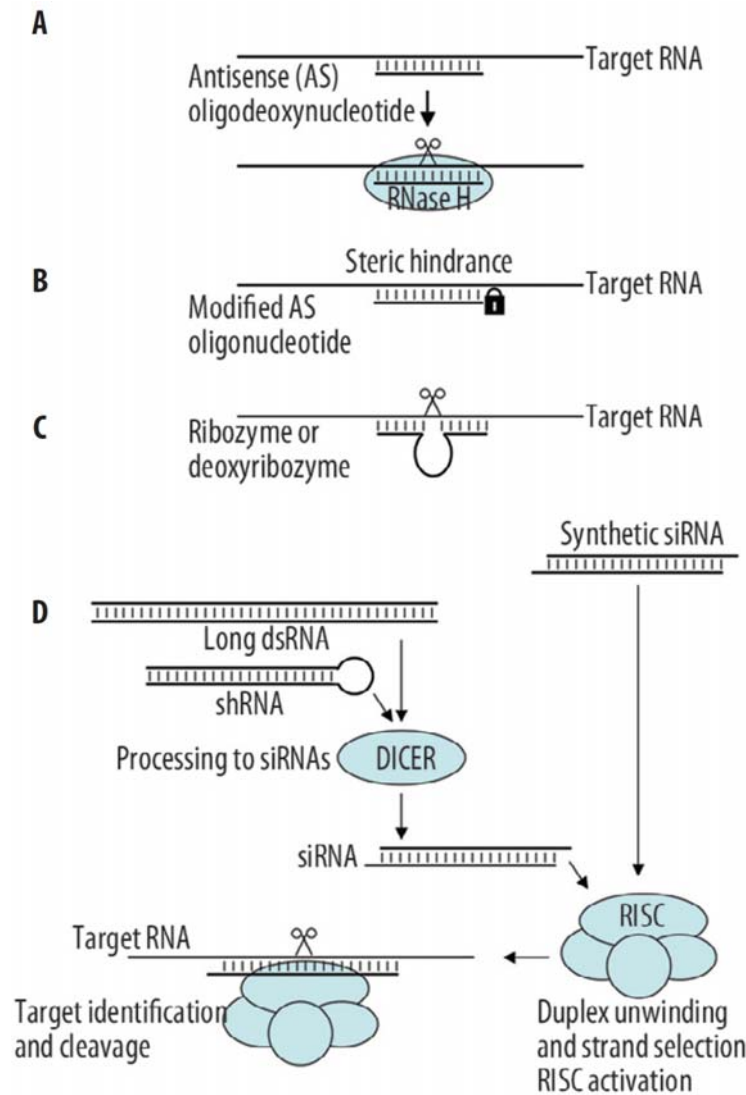 A
Target RNA
Antisense (AS)
oligodeoxynucleotide
RNase H
B
Steric hindrance
Target RNA
Modified AS
oligonucleotide
C
Target RNA
Ribozyme or
deoxyribozyme
Synthetic siRNA
D
Long dsRNA
shRNA
Processing to siRNAs
DICER
siRNA
RISC
Target RNA
Target identification
and cleavage
Duplex unwinding
and strand selection
RISC activation